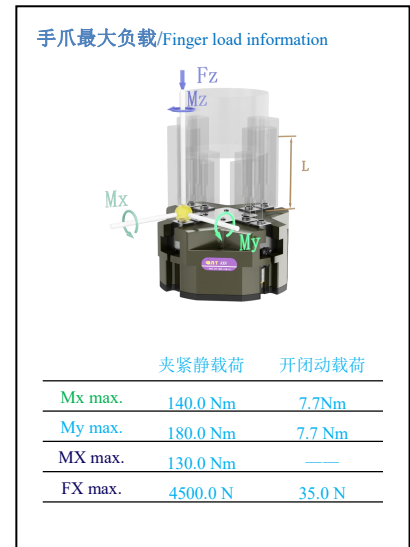 手爪最大负载/Finger load information
Fz
Mz
L
Mx
My
夹紧静载荷 开闭动载荷
Mx max. 140.0 Nm 7.7Nm
My max. 180.0 Nm 7.7 Nm
MX max. 130.0 Nm ——
FX max. 4500.0 N 35.0 N